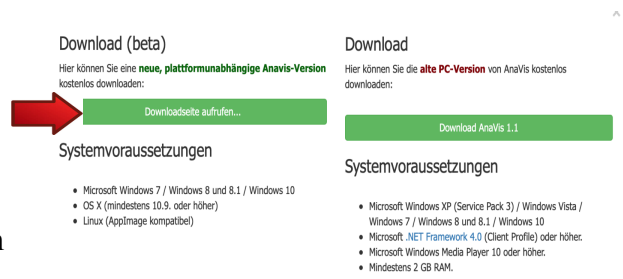 Download (beta)
Hier können Sie eine neue, plattformunabhängige Anavis-Version
kostenlos downloaden:
Downloadseite aufrufen...
Systemvoraussetzungen
Microsoft Windows 7 / Windows 8 und 8.1 / Windows 10
OS X (mindestens 10.9. oder höher)
Linux (AppImage kompatibel)
Download
Hier können Sie die alte PC-Version von AnaVis kostenlos
downloaden:
Download AnaVis 1.1
Systemvoraussetzungen
Microsoft Windows XP (Service Pack 3) / Windows Vista /
Windows 7 / Windows 8 und 8.1 / Windows 10
Microsoft .NET Framework 4.0 (Client Profile) oder höher.
Microsoft Windows Media Player 10 oder höher.
Mindestens 2 GB RAM.